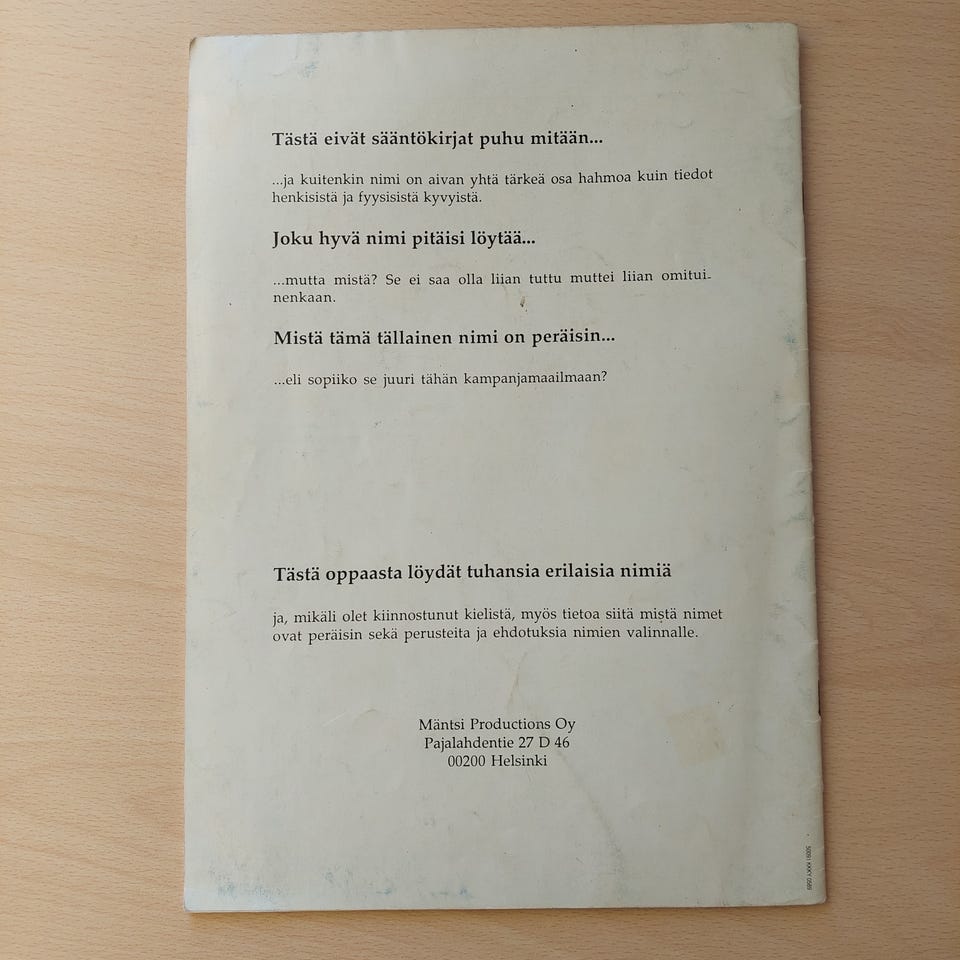 Tästä eivät sääntökirjat puhu mitään...
...ja kuitenkin nimi on aivan yhtä tärkeä osa hahmoa kuin tiedot
henkisistä ja fyysisistä kyvyistä.
Joku hyvä nimi pitäisi löytää...
...mutta mistä? Se ei saa olla liian tuttu muttei liian omitui-
nenkaan.
Mistä tämä tällainen nimi on peräisin...
...eli sopiiko se juuri tähän kampanjamaailmaan?
Tästä oppaasta löydät tuhansia erilaisia nimiä
ja, mikäli olet kiinnostunut kielistä, myös tietoa siitä mistä nimet
ovat peräisin sekä perusteita ja ehdotuksia nimien valinnalle.
Mäntsi Productions Oy
Pajalahdentie 27 D 46
00200 Helsinki